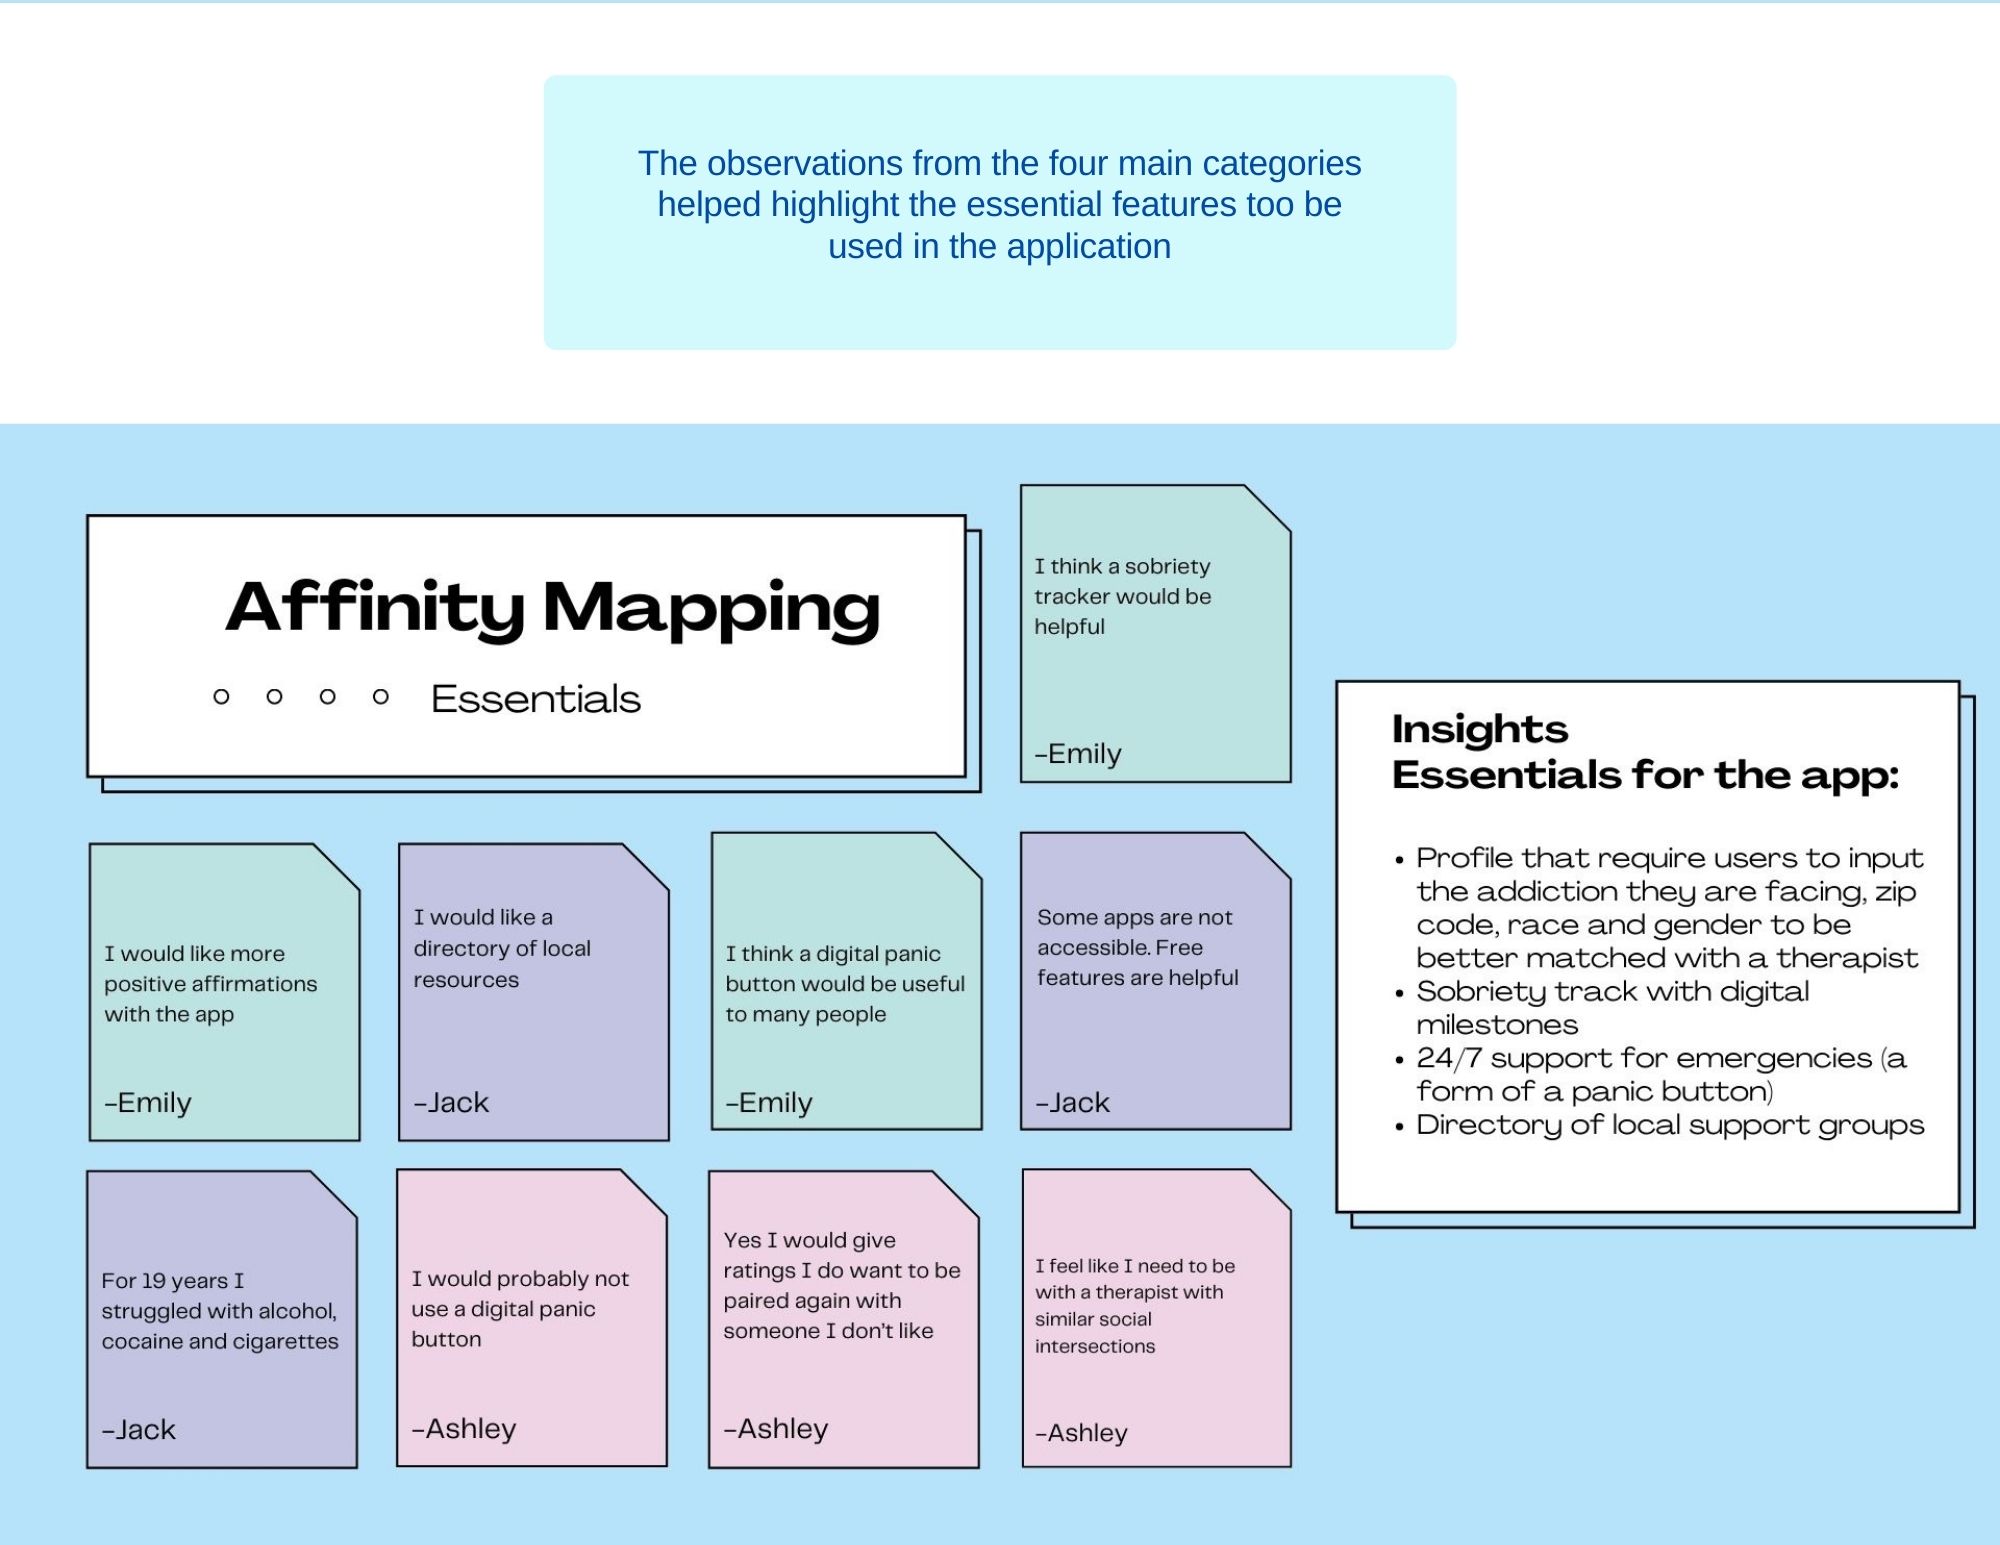 The observations from the four main categories
helped highlight the essential features too be
used in the application
Affinity Mapping
Essentials
I think a sobriety
tracker would be
helpful
–Emily
I would like more
positive affirmations
with the app
–Emily
I would like a
directory of local
resources
–Jack
I think a digital panic
button would be useful
to many people
–Emily
Some apps are not
accessible. Free
features are helpful
–Jack
For 19 years I
struggled with alcohol,
cocaine and cigarettes
–Jack
I would probably not
use a digital panic
button
–Ashley
Yes I would give
ratings I do want to be
paired again with
someone I don't like
–Ashley
I feel like I need to be
with a therapist with
similar social
intersections
–Ashley
Insights
Essentials for the app:
• Profile that require users to input
the addiction they are facing, zip
code, race and gender to be
better matched with a therapist
• Sobriety track with digital
milestones
• 24/7 support for emergencies (a
form of a panic button)
• Directory of local support groups